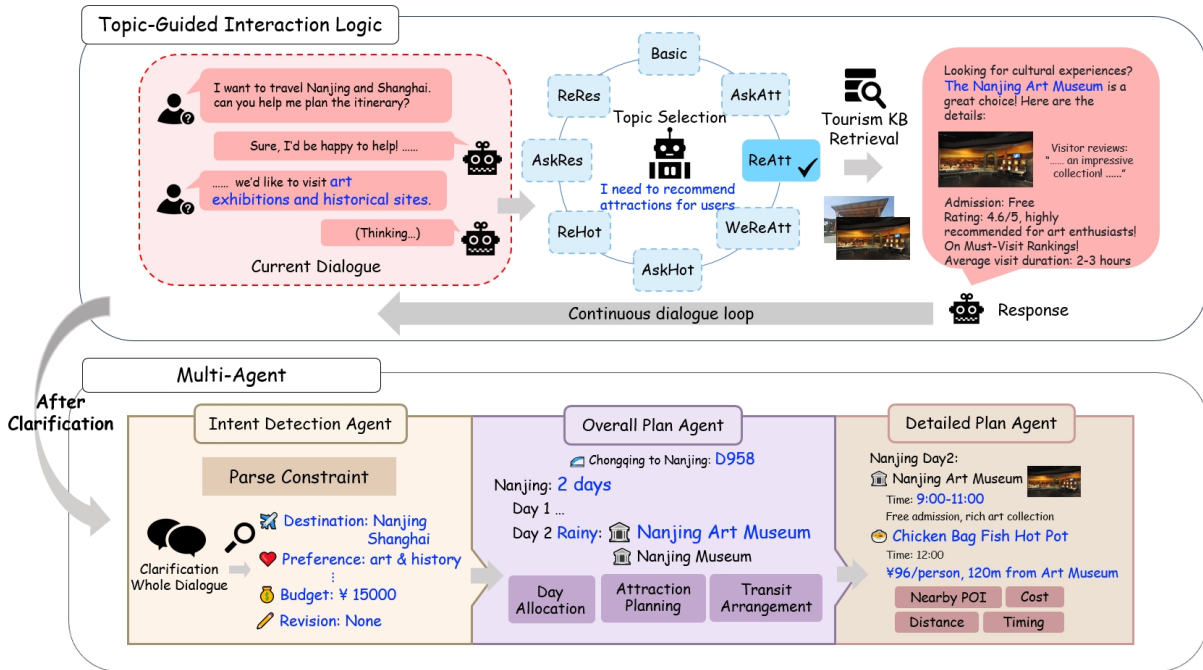 Topic-Guided Interaction Logic
I want to travel Nanjing and Shanghai.
can you help me plan the itinerary?
Sure, I'd be happy to help! ......
...... we'd like to visit art
exhibitions and historical sites.
(Thinking...)
Current Dialogue
Basic
AskAtt
ReAtt
WeReAtt
AskHot
ReHot
AskRes
ReRes
Topic Selection
I need to recommend
attractions for users
Tourism KB
Retrieval
Looking for cultural experiences?
The Nanjing Art Museum is a
great choice! Here are the
details:
Visitor reviews:
"...... an impressive
collection! ......"
Admission: Free
Rating: 4.6/5, highly
recommended for art enthusiasts!
On Must-Visit Rankings!
Average visit duration: 2-3 hours
Response
Continuous dialogue loop
After
Clarification
Multi-Agent
Intent Detection Agent
Parse Constraint
Clarification
Whole Dialogue
Destination: Nanjing
Shanghai
Preference: art & history
⋮
Budget: ¥ 15000
Revision: None
Overall Plan Agent
Chongqing to Nanjing: D958
Nanjing: 2 days
Day 1 ...
Day 2 Rainy: Nanjing Art Museum
Nanjing Museum
Day
Allocation
Attraction
Planning
Transit
Arrangement
Detailed Plan Agent
Nanjing Day2:
Nanjing Art Museum
Time: 9:00-11:00
Free admission, rich art collection
Chicken Bag Fish Hot Pot
Time: 12:00
¥96/person, 120m from Art Museum
Nearby POI
Cost
Distance
Timing